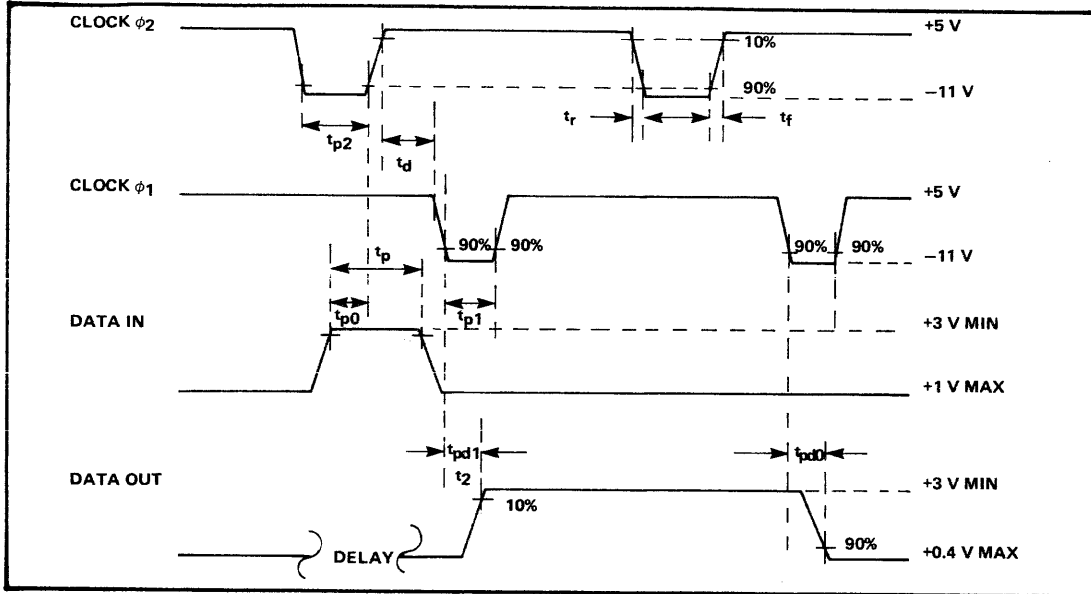 CLOCK ϕ2
+5 V
10%
90%
−11 V
tr
tf
tp2
td
CLOCK ϕ1
+5 V
90% 90%
90% 90%
−11 V
tp
tp0
tp1
DATA IN
+3 V MIN
+1 V MAX
tpd1
t2
tpd0
DATA OUT
+3 V MIN
10%
DELAY
90%
+0.4 V MAX